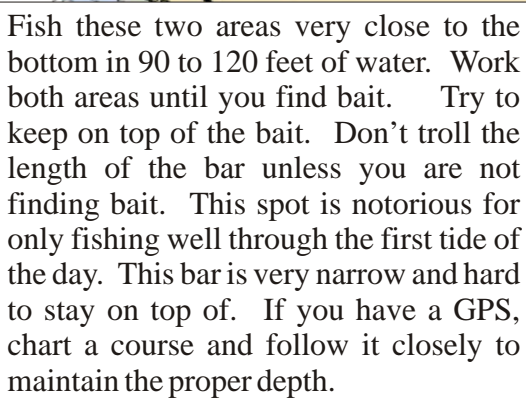 Fish these two areas very close to the
bottom in 90 to 120 feet of water. Work
both areas until you find bait. Try to
keep on top of the bait. Don't troll the
length of the bar unless you are not
finding bait. This spot is notorious for
only fishing well through the first tide of
the day. This bar is very narrow and hard
to stay on top of. If you have a GPS,
chart a course and follow it closely to
maintain the proper depth.